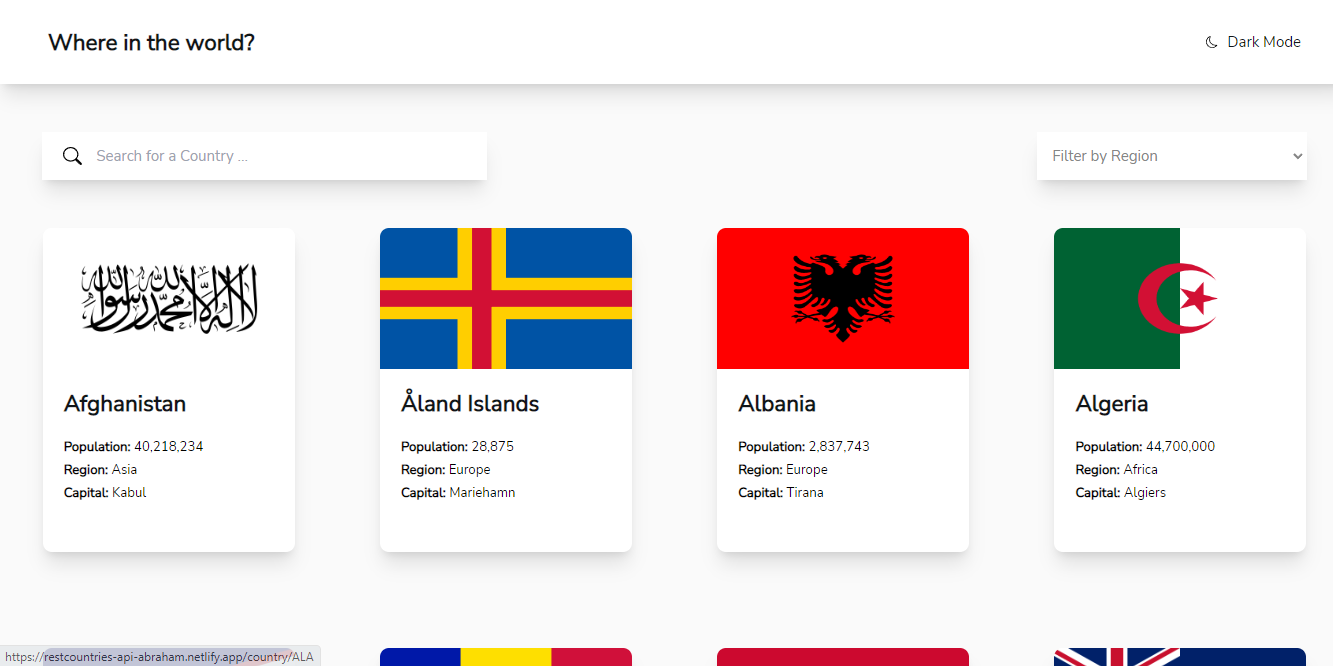 Where in the world?
Dark Mode
Search for a Country ...
Filter by Region
لا إله إلا الله محمد رسول الله
Afghanistan
Population: 40,218,234
Region: Asia
Capital: Kabul
Åland Islands
Population: 28,875
Region: Europe
Capital: Mariehamn
Albania
Population: 2,837,743
Region: Europe
Capital: Tirana
Algeria
Population: 44,700,000
Region: Africa
Capital: Algiers
https://restcountries-api-abraham.netlify.app/country/ALA